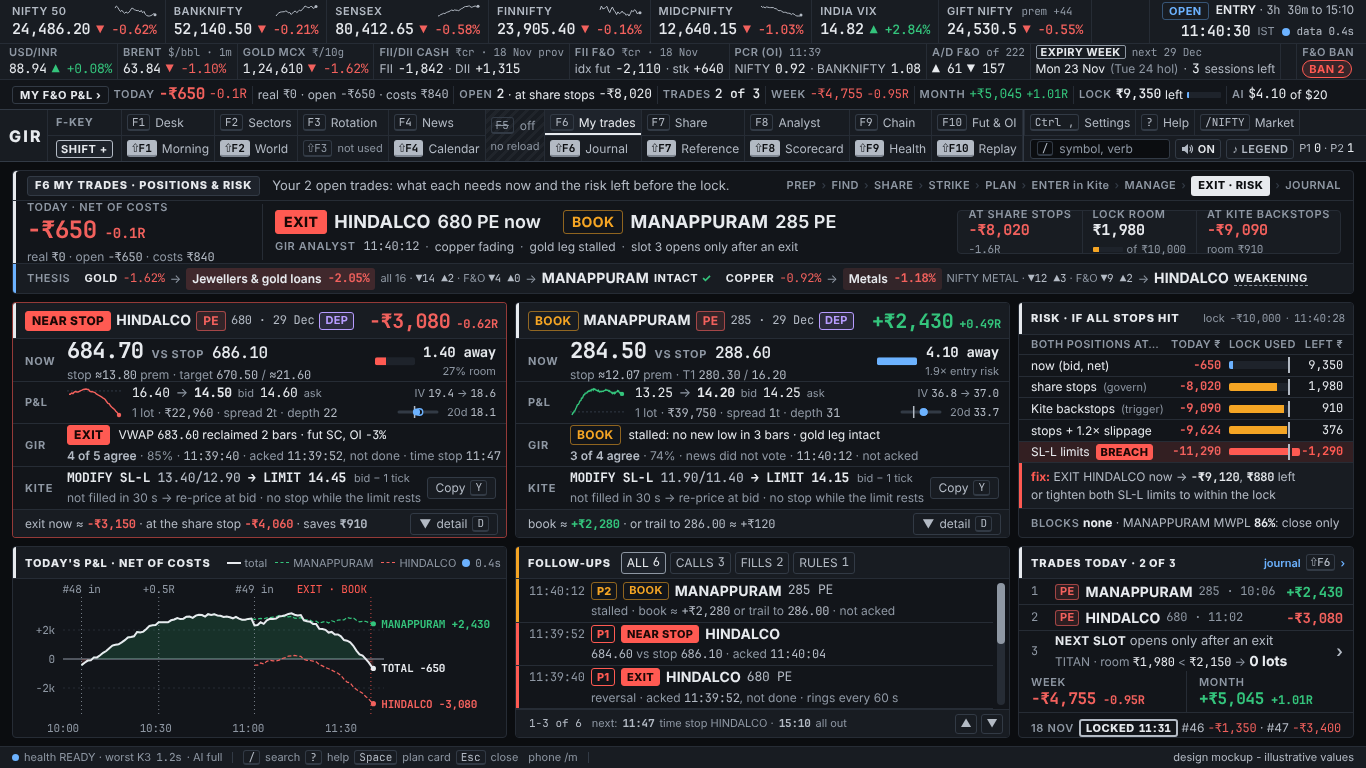 NIFTY 50 BANKNIFTY SENSEX FINNIFTY MIDCPNIFTY INDIA VIX GIFT NIFTY prem +44 OPEN ENTRY · 3h 30m to 15:10
24,486.20 ▼ -0.62% 52,140.50 ▼ -0.21% 80,412.65 ▼ -0.58% 23,905.40 ▼ -0.16% 12,640.15 ▼ -1.03% 14.82 ▲ +2.84% 24,530.5 ▼ -0.55% 11:40:30 IST ● data 0.4s
USD/INR BRENT $/bbl · 1m GOLD MCX ₹/10g FII/DII CASH ₹cr · 18 Nov prov FII F&O ₹cr · 18 Nov PCR (OI) 11:39 A/D F&O of 222 EXPIRY WEEK next 29 Dec F&O BAN
88.94 ▲ +0.08% 63.84 ▼ -1.10% 1,24,610 ▼ -1.62% FII -1,842 · DII +1,315 idx fut -2,110 · stk +640 NIFTY 0.92 · BANKNIFTY 1.08 ▲ 61 ▼ 157 Mon 23 Nov (Tue 24 hol) · 3 sessions left BAN 2
MY F&O P&L › TODAY -₹650 -0.1R real ₹0 · open -₹650 · costs ₹840 OPEN 2 · at share stops -₹8,020 TRADES 2 of 3 WEEK -₹4,755 -0.95R MONTH +₹5,045 +1.01R LOCK ₹9,350 left AI $4.10 of $20
GIR F-KEY F1 Desk F2 Sectors F3 Rotation F4 News F5 off F6 My trades F7 Share F8 Analyst F9 Chain F10 Fut & OI Ctrl , Settings ? Help /NIFTY Market
SHIFT + ⇧F1 Morning ⇧F2 World ⇧F3 not used ⇧F4 Calendar no reload ⇧F6 Journal ⇧F7 Reference ⇧F8 Scorecard ⇧F9 Health ⇧F10 Replay / symbol, verb ON ♪ LEGEND P1 0 · P2 1
F6 MY TRADES · POSITIONS & RISK Your 2 open trades: what each needs now and the risk left before the lock. PREP › FIND › SHARE › STRIKE › PLAN › ENTER in Kite › MANAGE › EXIT · RISK › JOURNAL
TODAY · NET OF COSTS
-₹650 -0.1R
real ₹0 · open -₹650 · costs ₹840
EXIT HINDALCO 680 PE now BOOK MANAPPURAM 285 PE
GIR ANALYST 11:40:12 · copper fading · gold leg stalled · slot 3 opens only after an exit
AT SHARE STOPS LOCK ROOM AT KITE BACKSTOPS
-₹8,020 ₹1,980 -₹9,090
-1.6R of ₹10,000 room ₹910
THESIS GOLD -1.62% → Jewellers & gold loans -2.05% all 16 · ▼14 ▲2 · F&O ▼4 ▲0 → MANAPPURAM INTACT ✓ COPPER -0.92% → Metals -1.18% NIFTY METAL · ▼12 ▲3 · F&O ▼9 ▲2 → HINDALCO WEAKENING
NEAR STOP HINDALCO PE 680 · 29 Dec DEP -₹3,080 -0.62R
NOW 684.70 VS STOP 686.10 1.40 away
stop ≈₹13.80 prem · target 670.50 / ≈₹21.60 27% room
P&L 16.40 → 14.50 bid 14.60 ask IV 19.4 → 18.6
1 lot · ₹22,960 · spread 2t · depth 22 20d 18.1
GIR EXIT VWAP 683.60 reclaimed 2 bars · fut SC, OI -3%
4 of 5 agree · 85% · 11:39:40 · acked 11:39:52, not done · time stop 11:47
KITE MODIFY SL-L 13.40/12.90 → LIMIT 14.45 bid − 1 tick Copy Y
not filled in 30 s → re-price at bid · no stop while the limit rests
exit now ≈ -₹3,150 · at the share stop -₹4,060 · saves ₹910 ▼ detail D
BOOK MANAPPURAM PE 285 · 29 Dec DEP +₹2,430 +0.49R
NOW 284.50 VS STOP 288.60 4.10 away
stop ≈₹12.07 prem · T1 280.30 / 16.20 1.9× entry risk
P&L 13.25 → 14.20 bid 14.25 ask IV 36.8 → 37.0
1 lot · ₹39,750 · spread 1t · depth 31 20d 33.7
GIR BOOK stalled: no new low in 3 bars · gold leg intact
3 of 4 agree · 74% · news did not vote · 11:40:12 · not acked
KITE MODIFY SL-L 11.90/11.40 → LIMIT 14.15 bid − 1 tick Copy Y
not filled in 30 s → re-price at bid · no stop while the limit rests
book ≈ +₹2,280 · or trail to 286.00 ≈ +₹120 ▼ detail D
RISK · IF ALL STOPS HIT lock -₹10,000 · 11:40:28
BOTH POSITIONS AT… TODAY ₹ LOCK USED LEFT ₹
now (bid, net) -650 9,350
share stops (govern) -8,020 1,980
Kite backstops (trigger) -9,090 910
stops + 1.2× slippage -9,624 376
SL-L limits BREACH -11,290 -1,290
fix: EXIT HINDALCO now → -₹9,120, ₹880 left
or tighten both SL-L limits to within the lock
BLOCKS none · MANAPPURAM MWPL 86%: close only
TODAY'S P&L · NET OF COSTS total MANAPPURAM HINDALCO ● 0.4s
#48 in +0.5R #49 in EXIT · BOOK
+2k MANAPPURAM +2,430
0 TOTAL -650
-2k HINDALCO -3,080
10:00 10:30 11:00 11:30
FOLLOW-UPS ALL 6 CALLS 3 FILLS 2 RULES 1
11:40:12 P2 BOOK MANAPPURAM 285 PE
stalled · book ≈ +₹2,280 or trail to 286.00 · not acked
11:39:52 P1 NEAR STOP HINDALCO
684.60 vs stop 686.10 · acked 11:40:04
11:39:40 P1 EXIT HINDALCO 680 PE
reversal · acked 11:39:52, not done · rings every 60 s
1-3 of 6 next: 11:47 time stop HINDALCO · 15:10 all out ▲ ▼
TRADES TODAY · 2 OF 3 journal ⇧F6 ›
1 PE MANAPPURAM 285 · 10:06 +₹2,430
2 PE HINDALCO 680 · 11:02 -₹3,080
3 NEXT SLOT opens only after an exit ›
TITAN · room ₹1,980 < ₹2,150 → 0 lots
WEEK MONTH
-₹4,755 -0.95R +₹5,045 +1.01R
18 NOV LOCKED 11:31 #46 -₹1,350 · #47 -₹3,400
● health READY · worst K3 1.2s · AI full / search ? help Space plan card Esc close phone /m design mockup - illustrative values